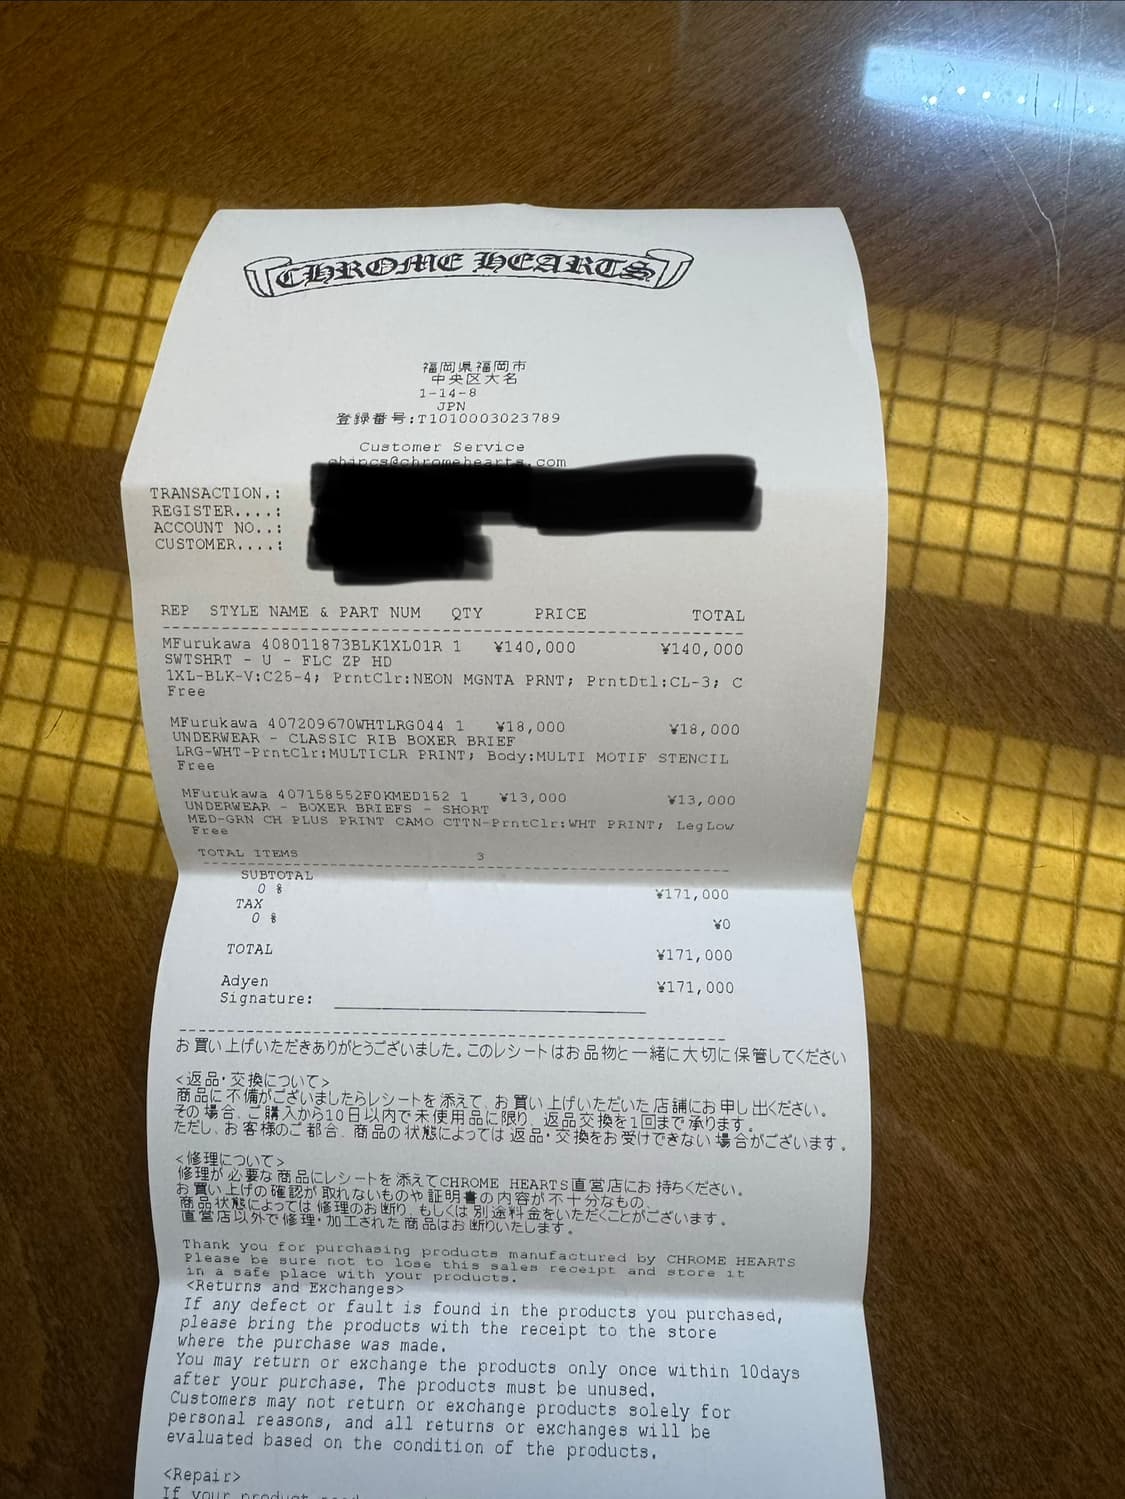 CHROME HEARTS
福岡県福岡市
中央区大名
1-14-8
JPN
登録番号:T1010003023789
Customer Service
chipcs@chromehearts.com
TRANSACTION.:
REGISTER....:
ACCOUNT NO..:
CUSTOMER....:
REP STYLE NAME & PART NUM QTY PRICE TOTAL
MFurukawa 408011873BLK1XL01R 1 ¥140,000 ¥140,000
SWTSHRT - U - FLC ZP HD
1XL-BLK-V:C25-4; PrntClr:NEON MGNTA PRNT; PrntDtl:CL-3; C
Free
MFurukawa 407209670WHTLRG044 1 ¥18,000 ¥18,000
UNDERWEAR - CLASSIC RIB BOXER BRIEF
LRG-WHT-PrntClr:MULTICLR PRINT; Body:MULTI MOTIF STENCIL
Free
MFurukawa 407158552F0KMED152 1 ¥13,000 ¥13,000
UNDERWEAR - BOXER BRIEFS - SHORT
MED-GRN CH PLUS PRINT CAMO CTTN-PrntClr:WHT PRINT; LegLow
Free
TOTAL ITEMS 3
SUBTOTAL ¥171,000
0 %
TAX ¥0
0 %
TOTAL ¥171,000
Adyen ¥171,000
Signature:
お買い上げいただきありがとうございました。このレシートはお品物と一緒に大切に保管してください
<返品・交換について>
商品に不備がございましたらレシートを添えて、お買い上げいただいた店舗にお申し出ください。
その場合、ご購入から10日以内で未使用品に限り、返品交換を1回まで承ります。
ただし、お客様のご都合、商品の状態によっては返品・交換をお受けできない場合がございます。
<修理について>
修理が必要な商品にレシートを添えてCHROME HEARTS直営店にお持ちください。
お買い上げの確認が取れないものや証明書の内容が不十分なもの、
商品状態によっては修理のお断り、もしくは別途料金をいただくことがございます。
直営店以外で修理・加工された商品はお断りいたします。
Thank you for purchasing products manufactured by CHROME HEARTS
Please be sure not to lose this sales receipt and store it
in a safe place with your products.
<Returns and Exchanges>
If any defect or fault is found in the products you purchased,
please bring the products with the receipt to the store
where the purchase was made.
You may return or exchange the products only once within 10days
after your purchase. The products must be unused.
Customers may not return or exchange products solely for
personal reasons, and all returns or exchanges will be
evaluated based on the condition of the products.
<Repair>
If your product